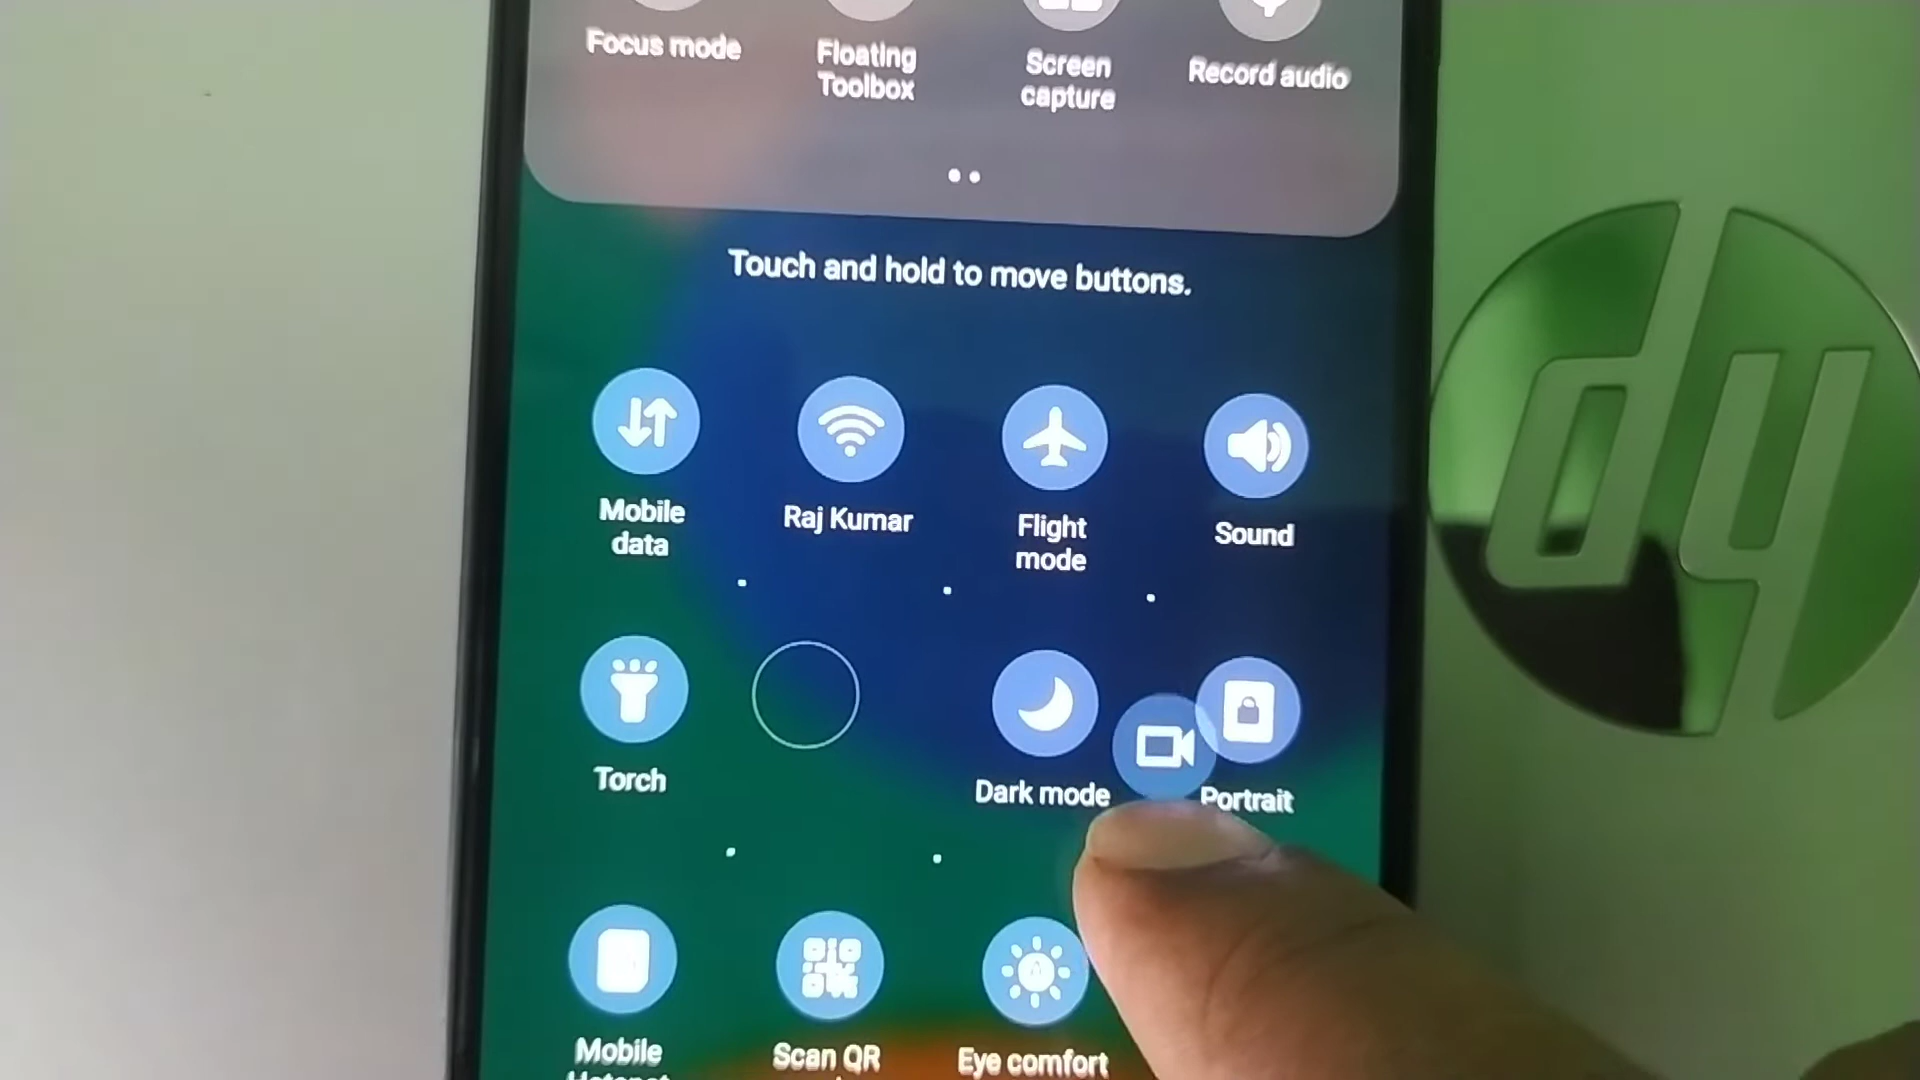 Focus mode
Floating
Toolbox
Screen
capture
Record audio
Touch and hold to move buttons.
Mobile
data
Raj Kumar
Flight
mode
Sound
Torch
Dark mode
Portrait
Mobile
Scan QR
Eye comfort
hp